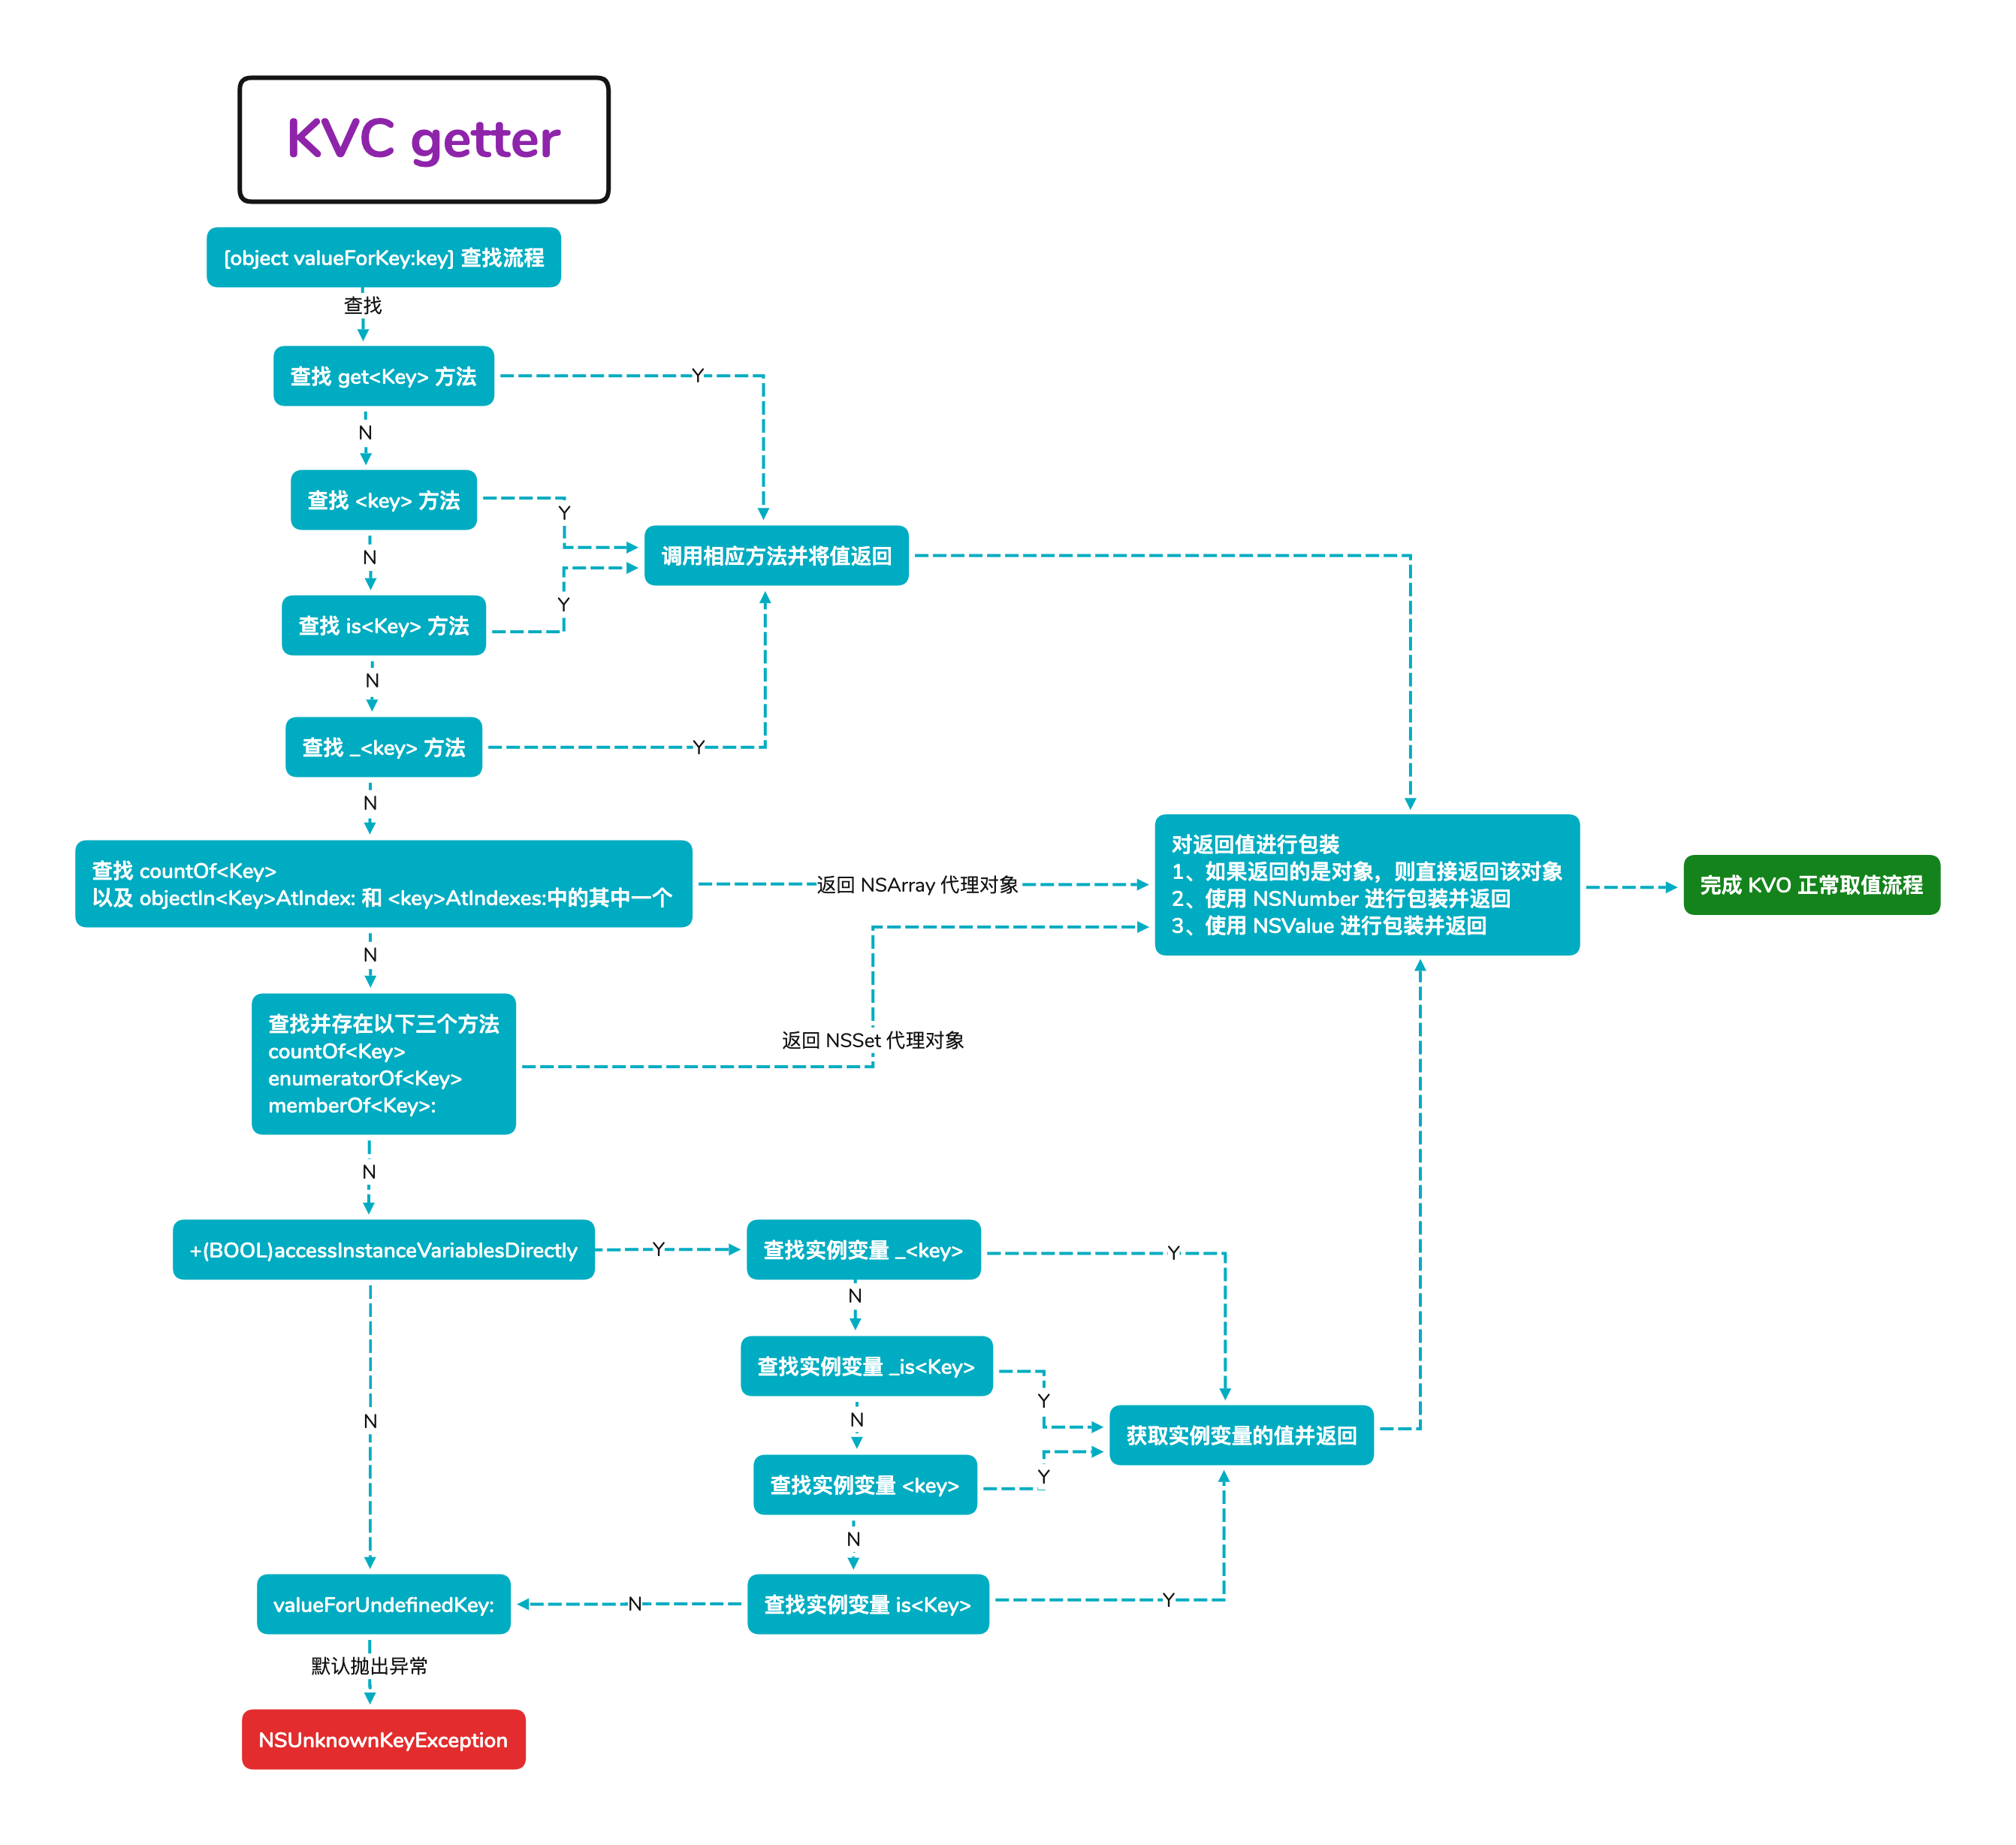 KVC getter
[object valueForKey:key] 查找流程
查找
查找 get<Key> 方法
Y
N
查找 <key> 方法
Y
N
调用相应方法并将值返回
查找 is<Key> 方法
Y
N
查找 _<key> 方法
Y
N
查找 countOf<Key>
以及 objectIn<Key>AtIndex: 和 <key>AtIndexes:中的其中一个
返回 NSArray 代理对象
对返回值进行包装
1、如果返回的是对象，则直接返回该对象
2、使用 NSNumber 进行包装并返回
3、使用 NSValue 进行包装并返回
完成 KVO 正常取值流程
N
查找并存在以下三个方法
countOf<Key>
enumeratorOf<Key>
memberOf<Key>:
返回 NSSet 代理对象
N
+(BOOL)accessInstanceVariablesDirectly
Y
查找实例变量 _<key>
Y
N
查找实例变量 _is<Key>
Y
N
N
获取实例变量的值并返回
查找实例变量 <key>
Y
N
valueForUndefinedKey:
N
查找实例变量 is<Key>
Y
默认抛出异常
NSUnknownKeyException